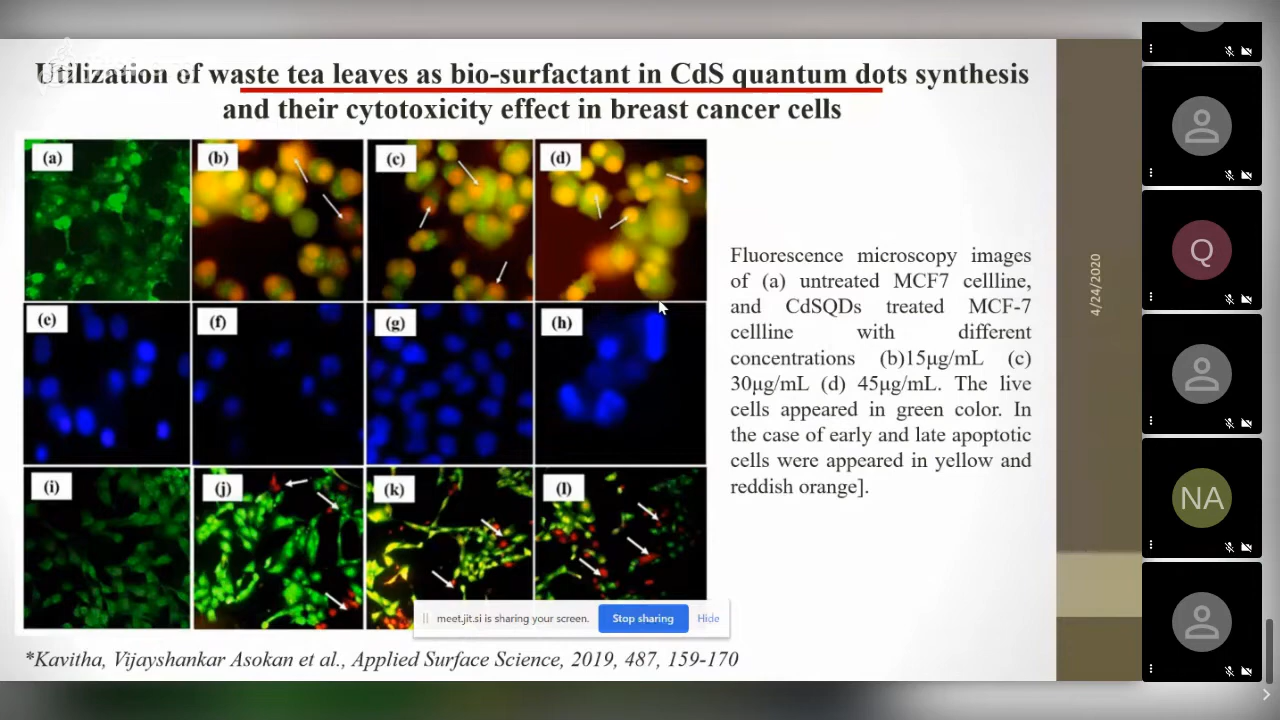 Utilization of waste tea leaves as bio-surfactant in CdS quantum dots synthesis
and their cytotoxicity effect in breast cancer cells
(a)
(b)
(c)
(d)
(e)
(f)
(g)
(h)
(i)
(j)
(k)
(l)
Fluorescence microscopy images
of (a) untreated MCF7 cellline,
and CdSQDs treated MCF-7
cellline with different
concentrations (b)15μg/mL (c)
30μg/mL (d) 45μg/mL. The live
cells appeared in green color. In
the case of early and late apoptotic
cells were appeared in yellow and
reddish orange].
4/24/2020
meet.jit.si is sharing your screen.
Stop sharing
Hide
*Kavitha, Vijayshankar Asokan et al., Applied Surface Science, 2019, 487, 159-170
Q
NA